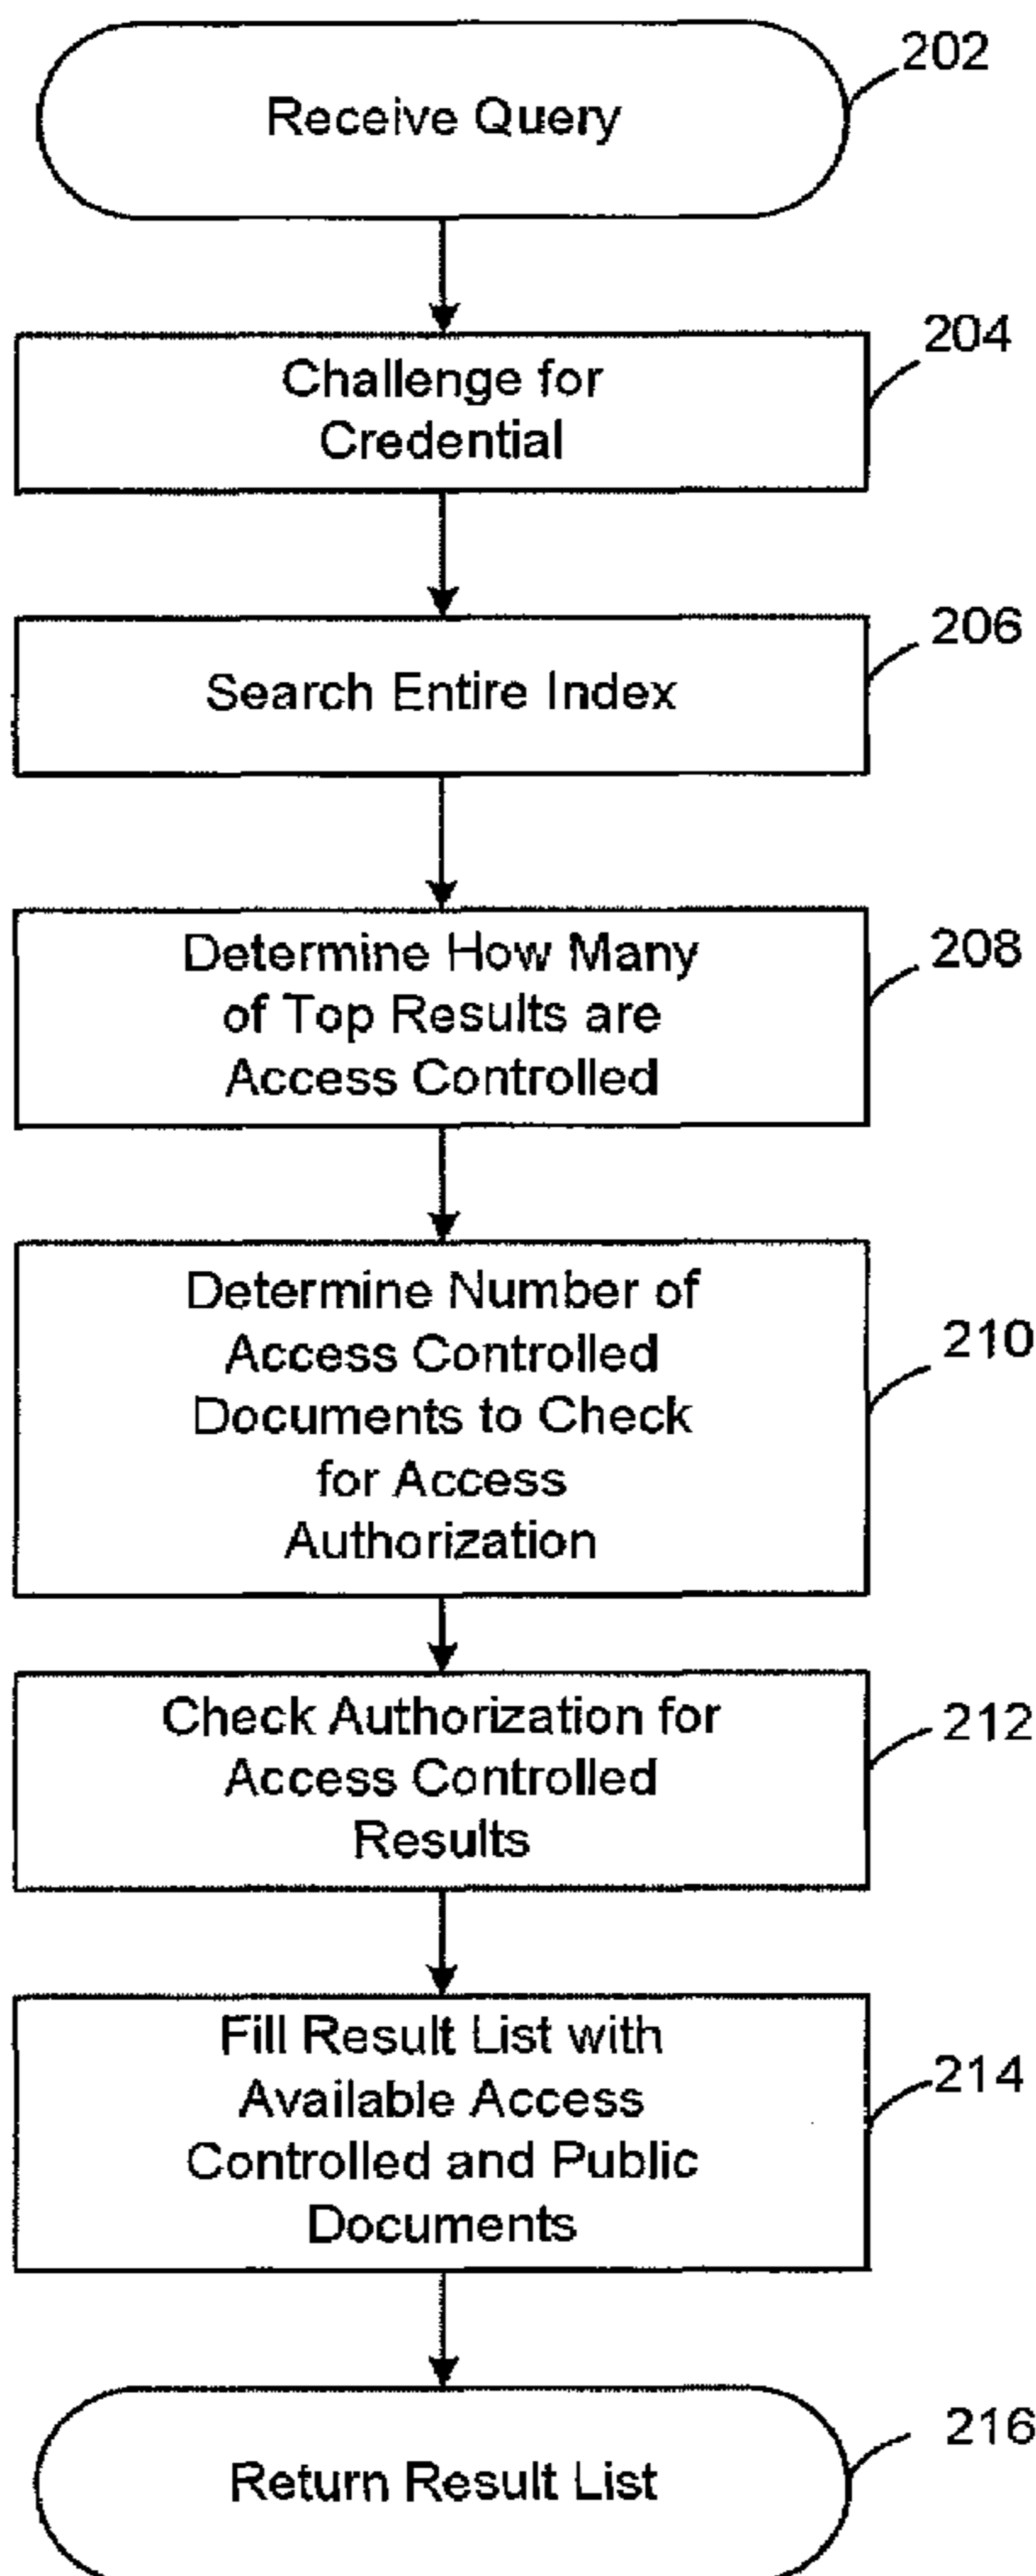 202
Receive Query
204
Challenge for
Credential
206
Search Entire Index
208
Determine How Many
of Top Results are
Access Controlled
210
Determine Number of
Access Controlled
Documents to Check
for Access
Authorization
212
Check Authorization for
Access Controlled
Results
214
Fill Result List with
Available Access
Controlled and Public
Documents
216
Return Result List